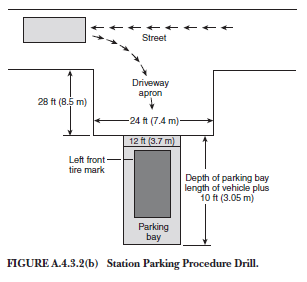 Street
Driveway
apron
28 ft (8.5 m)
24 ft (7.4 m)
12 ft (3.7 m)
Left front
tire mark
Depth of parking bay
length of vehicle plus
10 ft (3.05 m)
Parking
bay
FIGURE A.4.3.2(b) Station Parking Procedure Drill.